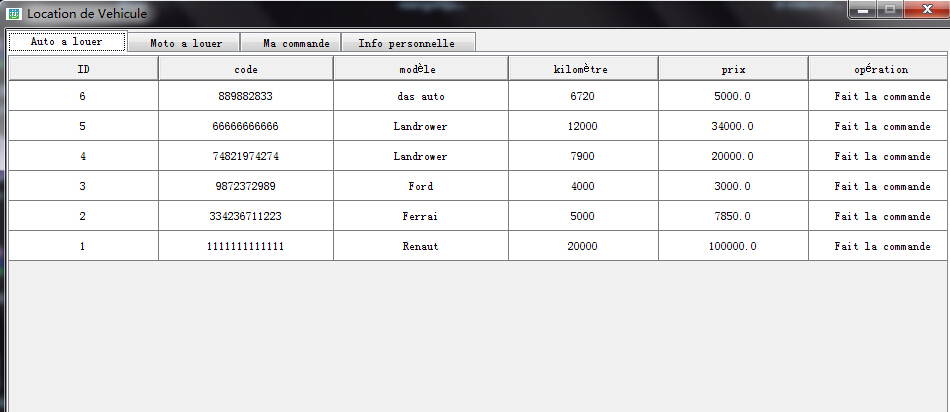 Location de Vehicule
Auto a louer Moto a louer Ma commande Info personnelle
ID code modèle kilomètre prix opération
6 889882833 das auto 6720 5000.0 Fait la commande
5 66666666666 Landrower 12000 34000.0 Fait la commande
4 74821974274 Landrower 7900 20000.0 Fait la commande
3 9872372989 Ford 4000 3000.0 Fait la commande
2 334236711223 Ferrai 5000 7850.0 Fait la commande
1 1111111111111 Renaut 20000 100000.0 Fait la commande